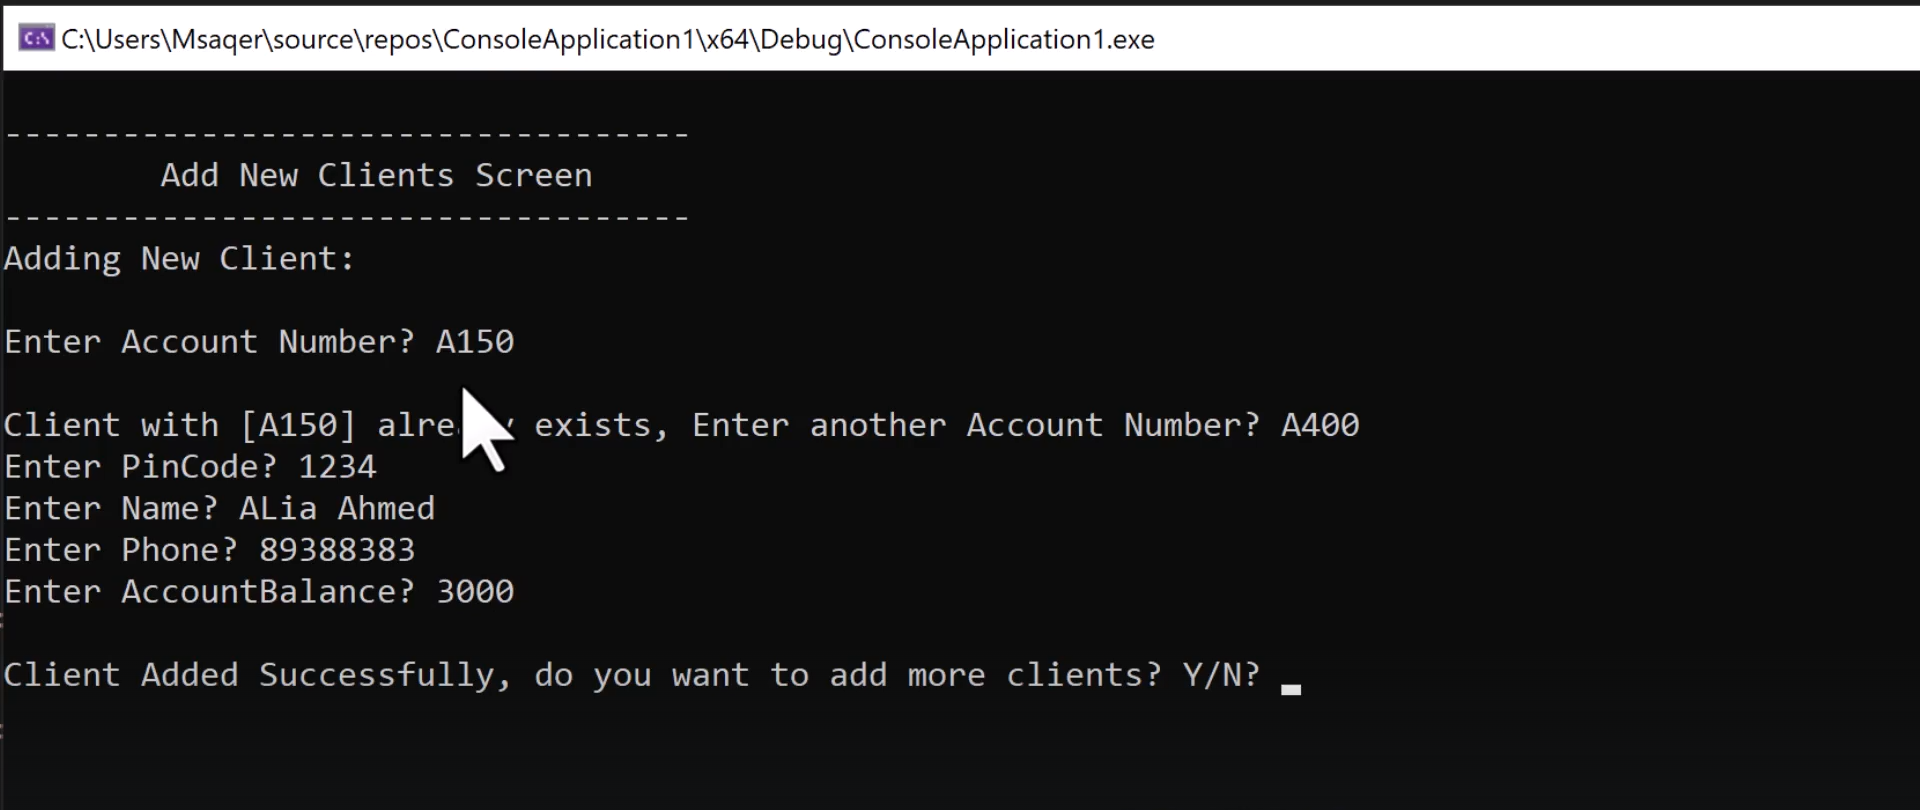 C:\Users\Msaqer\source\repos\ConsoleApplication1\x64\Debug\ConsoleApplication1.exe
-----------------------------------
Add New Clients Screen
-----------------------------------
Adding New Client:
Enter Account Number? A150
Client with [A150] already exists, Enter another Account Number? A400
Enter PinCode? 1234
Enter Name? ALia Ahmed
Enter Phone? 89388383
Enter AccountBalance? 3000
Client Added Successfully, do you want to add more clients? Y/N?